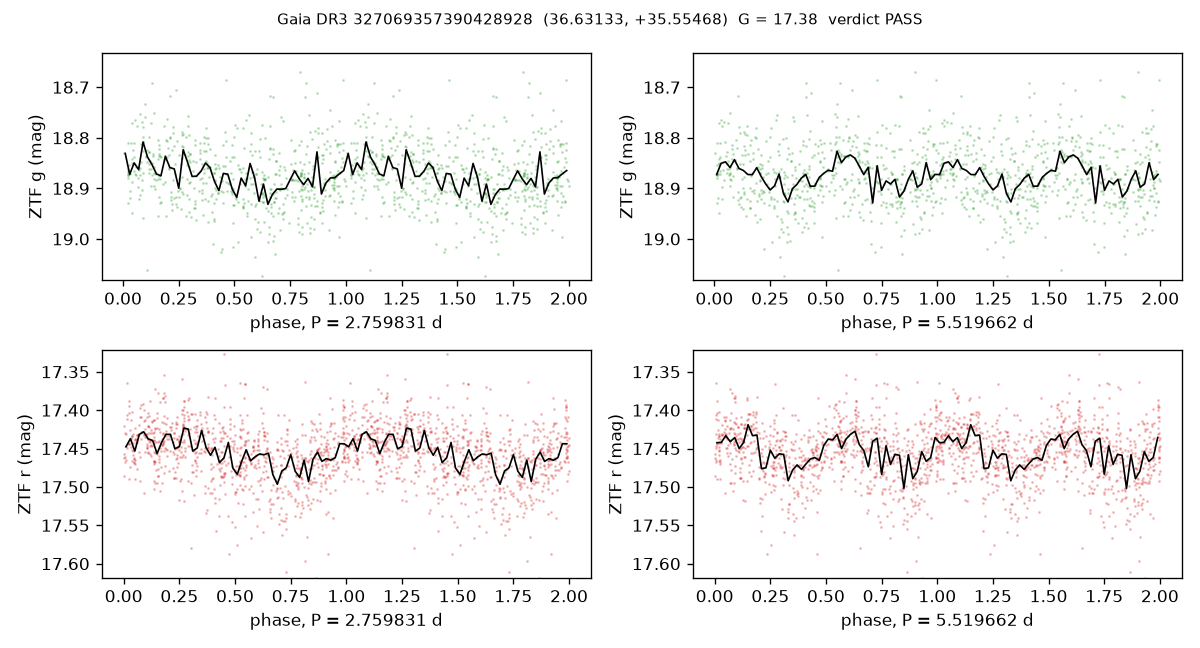 Gaia DR3 327069357390428928  (36.63133, +35.55468)  G = 17.38  verdict PASS
ZTF g (mag)
18.7
18.8
18.9
19.0
0.00 0.25 0.50 0.75 1.00 1.25 1.50 1.75 2.00
phase, P = 2.759831 d
ZTF g (mag)
18.7
18.8
18.9
19.0
0.00 0.25 0.50 0.75 1.00 1.25 1.50 1.75 2.00
phase, P = 5.519662 d
ZTF r (mag)
17.35
17.40
17.45
17.50
17.55
17.60
0.00 0.25 0.50 0.75 1.00 1.25 1.50 1.75 2.00
phase, P = 2.759831 d
ZTF r (mag)
17.35
17.40
17.45
17.50
17.55
17.60
0.00 0.25 0.50 0.75 1.00 1.25 1.50 1.75 2.00
phase, P = 5.519662 d